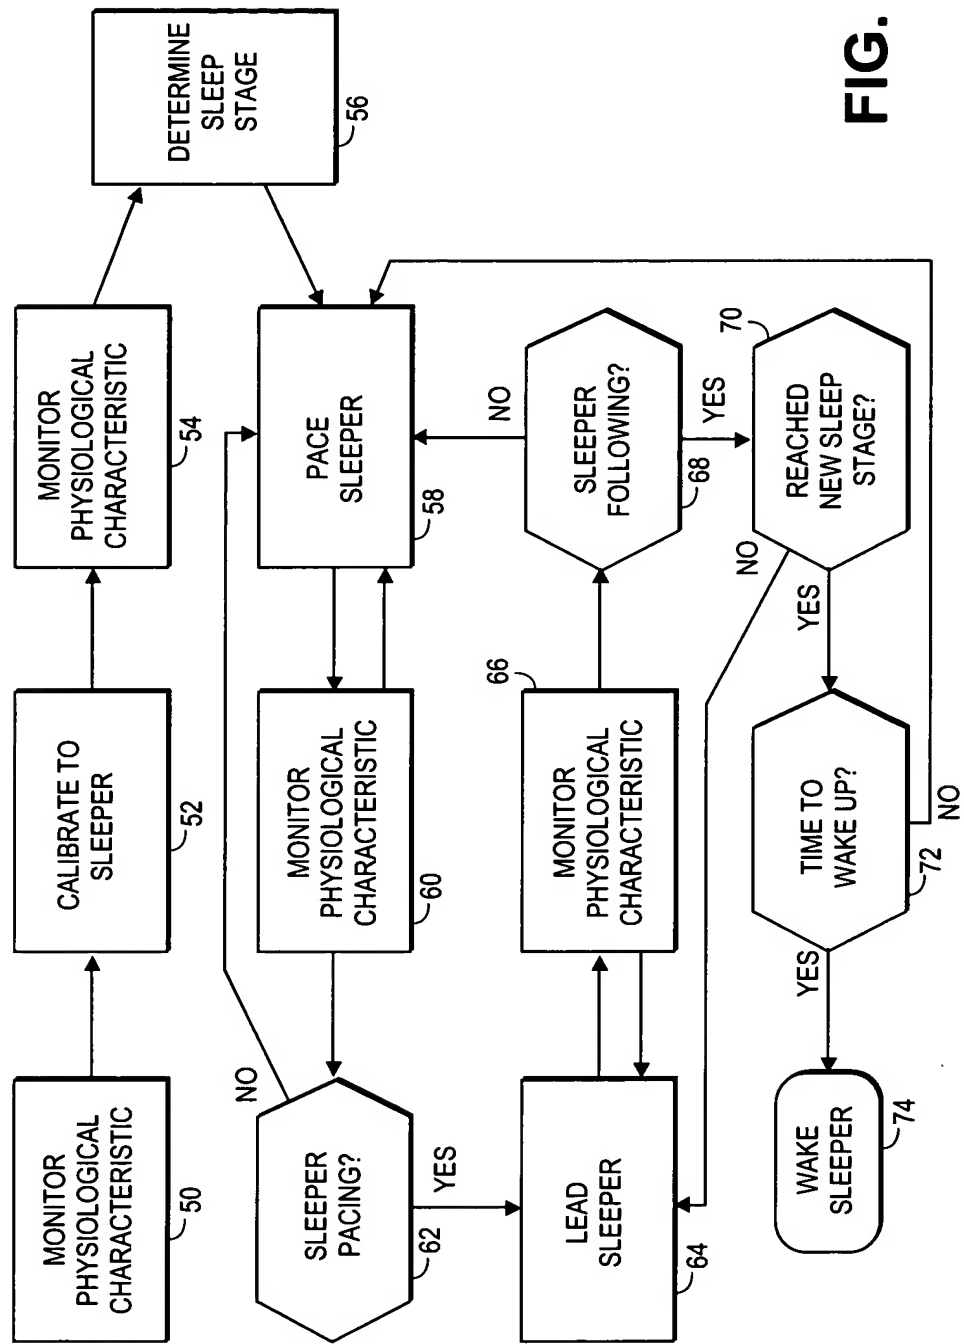 MONITOR
PHYSIOLOGICAL
CHARACTERISTIC
50
CALIBRATE TO
SLEEPER
52
MONITOR
PHYSIOLOGICAL
CHARACTERISTIC
54
DETERMINE
SLEEP
STAGE
56
PACE
SLEEPER
58
MONITOR
PHYSIOLOGICAL
CHARACTERISTIC
60
SLEEPER
PACING?
62
NO
YES
LEAD
SLEEPER
64
MONITOR
PHYSIOLOGICAL
CHARACTERISTIC
66
SLEEPER
FOLLOWING?
68
NO
YES
REACHED
NEW SLEEP
STAGE?
70
NO
YES
TIME TO
WAKE UP?
72
NO
YES
WAKE
SLEEPER
74
FIG.